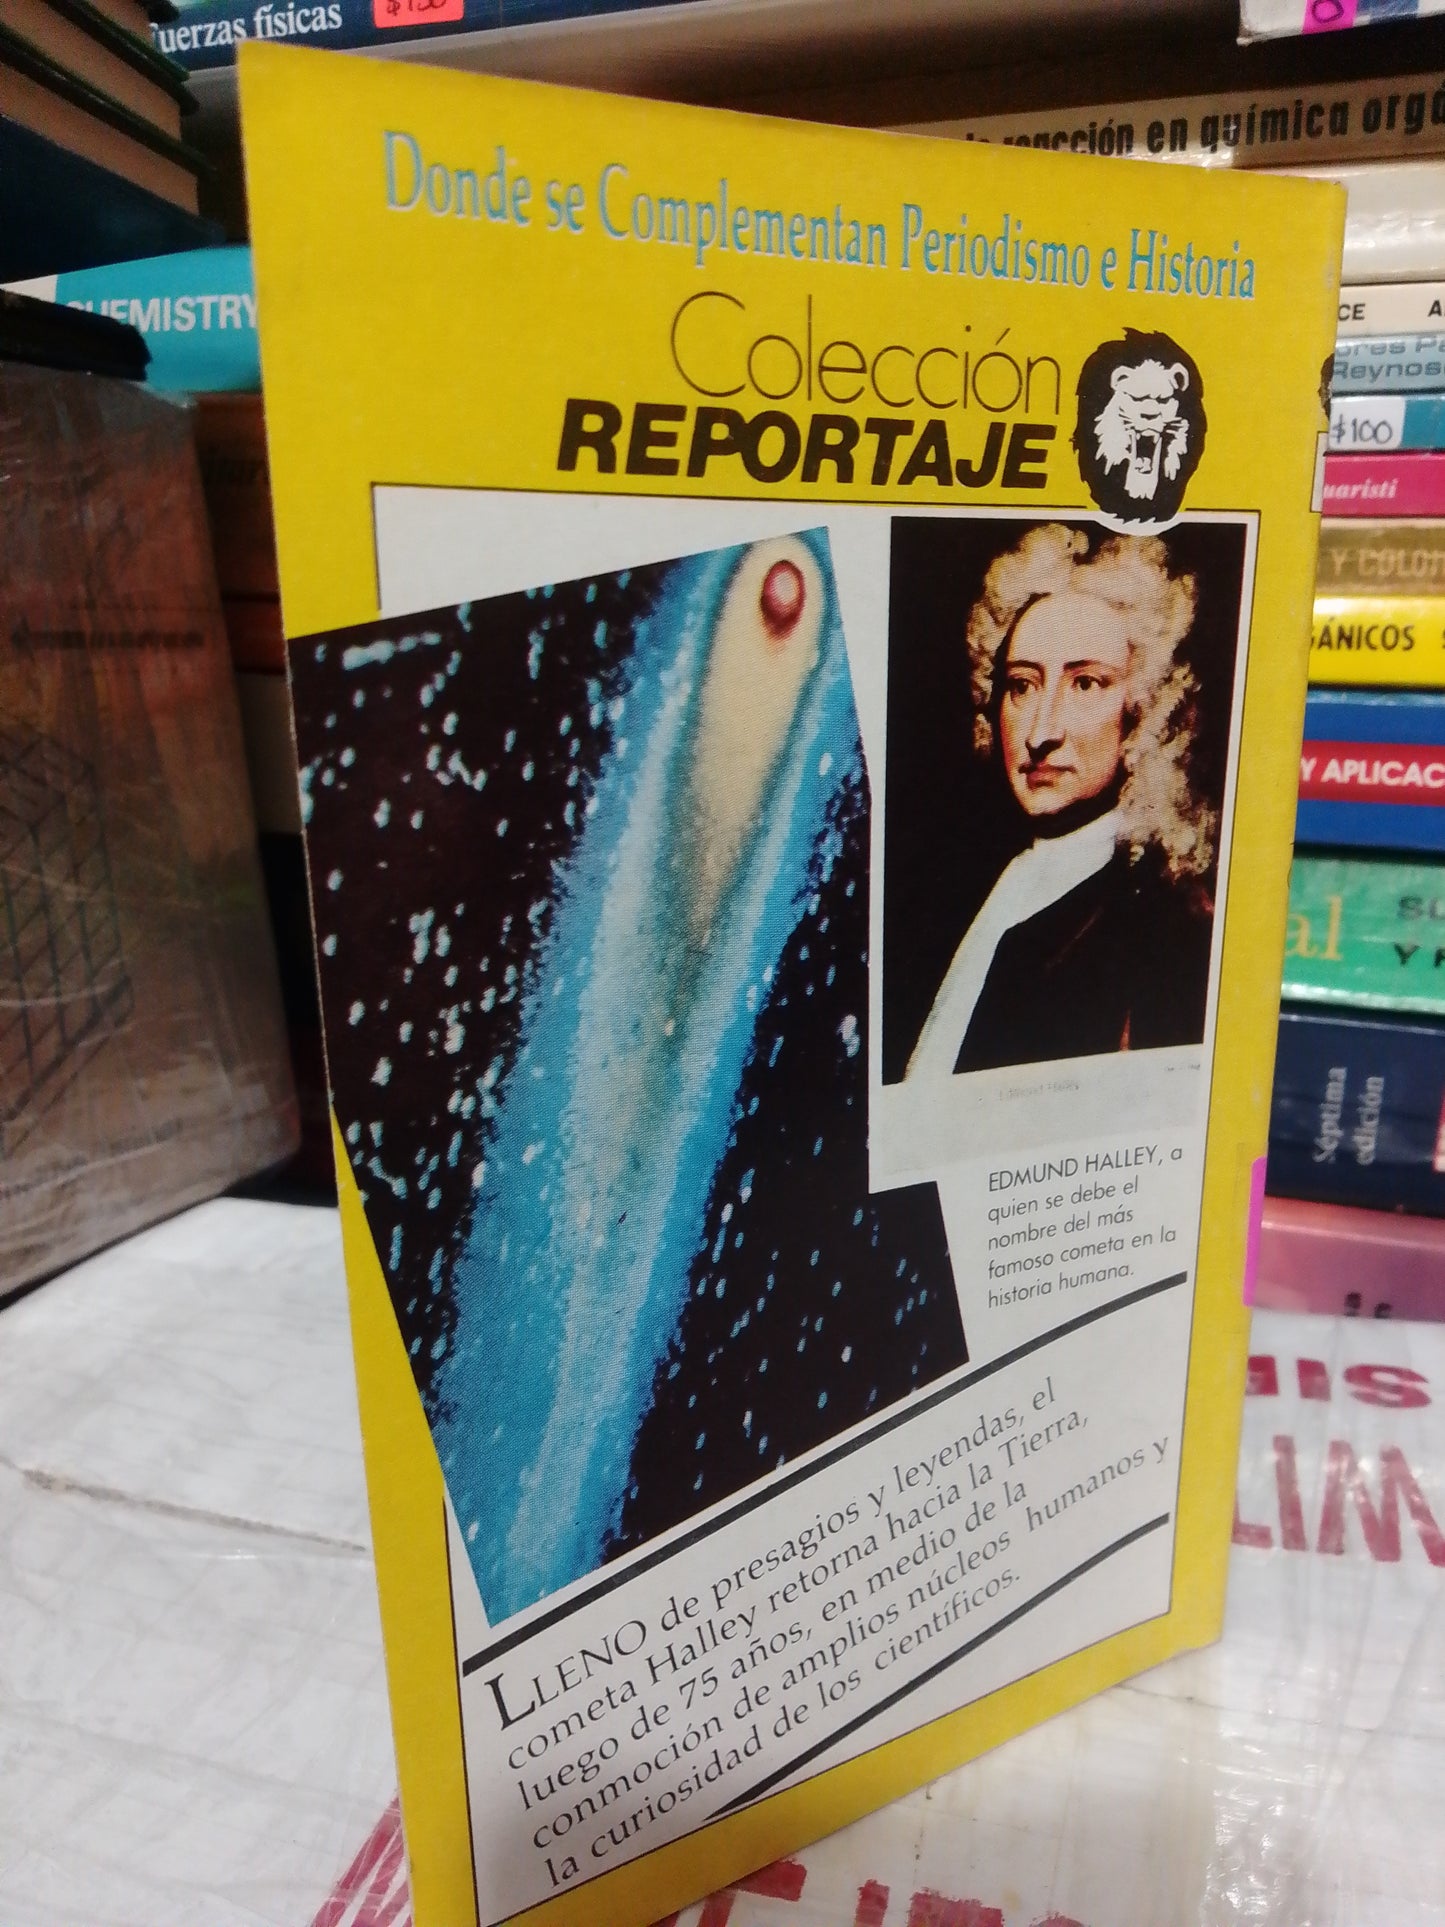 fuerzas físicas
$150
reacción en química
CHEMISTRY
Donde se Complementan Periodismo e Historia
Colección
REPORTAJE
EDMUND HALLEY, a
quien se debe el
nombre del más
famoso cometa en la
historia humana.
LLENO de presagios y leyendas, el
cometa Halley retorna hacia la Tierra,
luego de 75 años, en medio de la
conmoción de amplios núcleos humanos y
la curiosidad de los científicos.
$100
Y APLICAC
Y
Séptima
edición